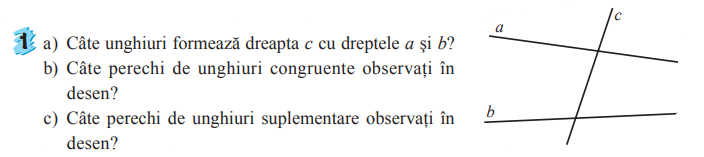 1 a) Câte unghiuri formează dreapta c cu dreptele a și b?
b) Câte perechi de unghiuri congruente observați în
desen?
c) Câte perechi de unghiuri suplementare observați în
desen?
c
a
b